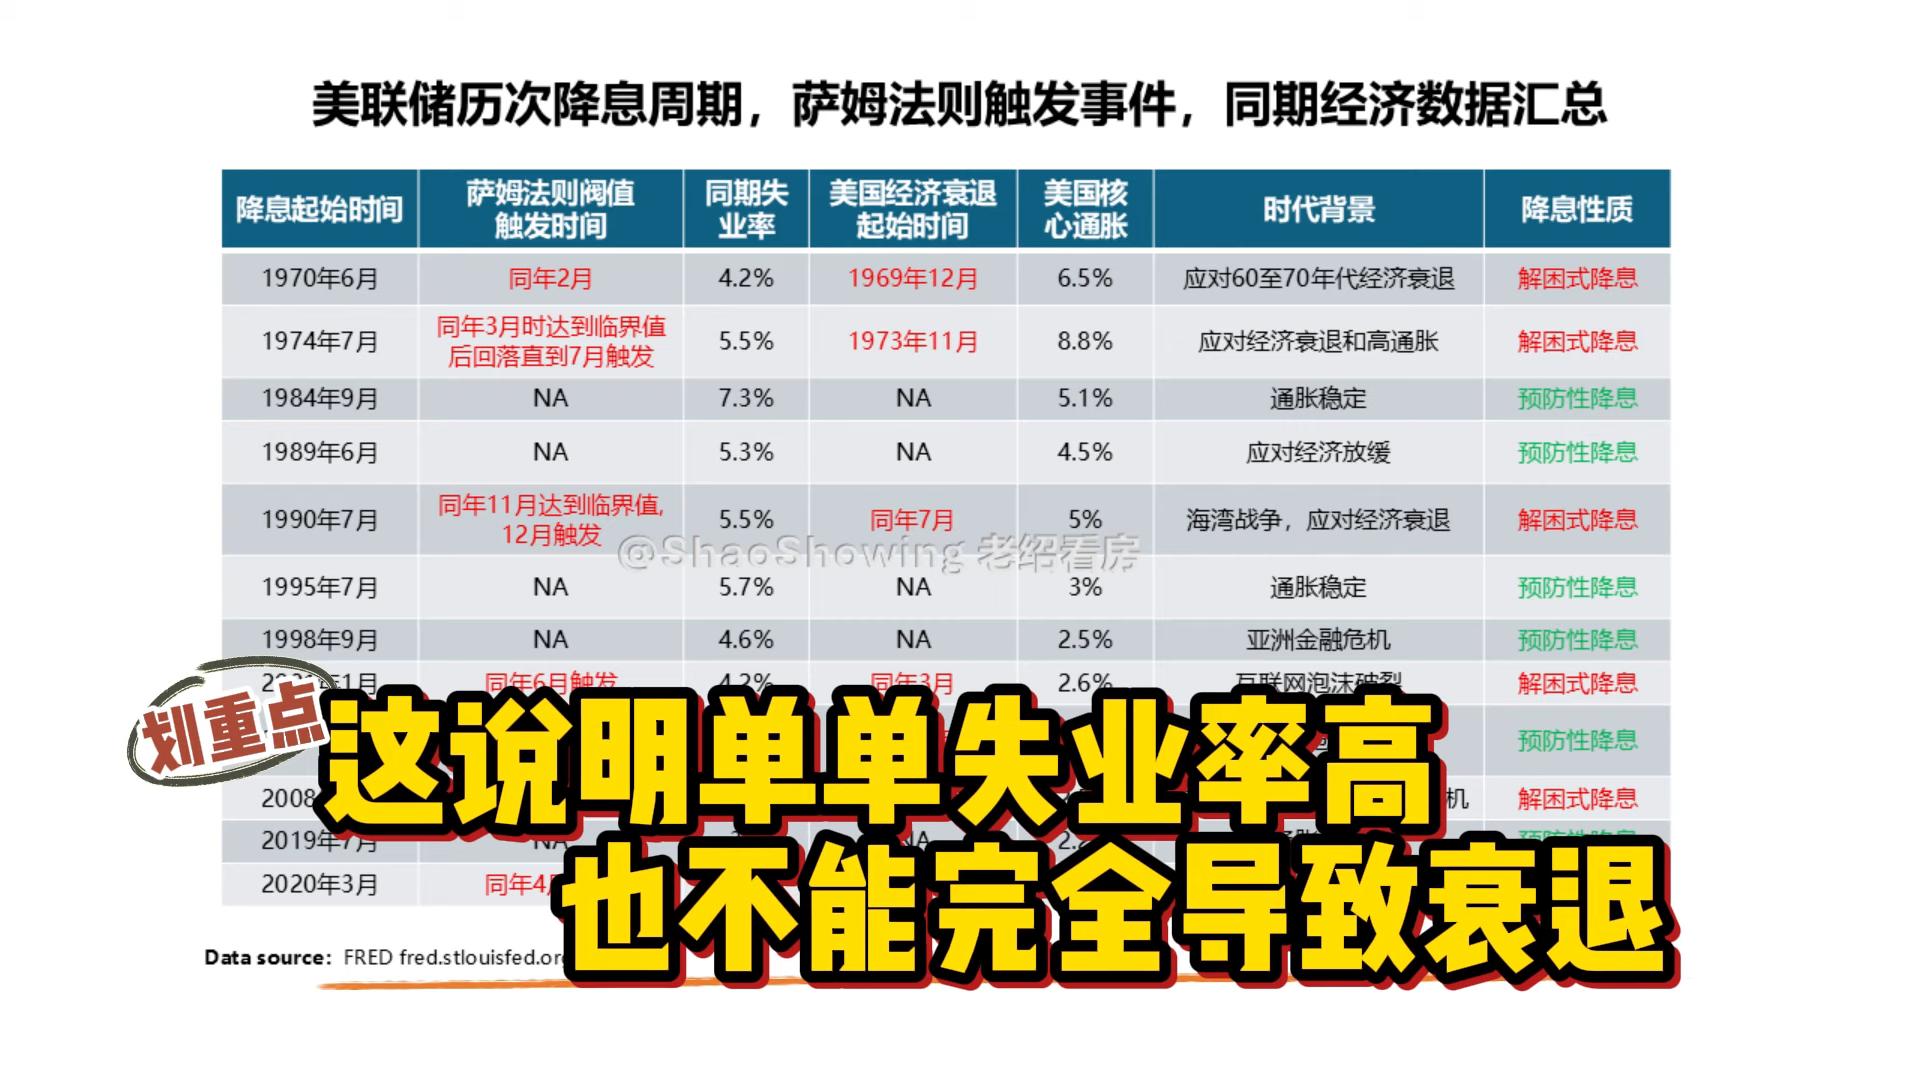 美联储历次降息周期，萨姆法则触发事件，同期经济数据汇总
降息起始时间 萨姆法则阀值触发时间 同期失业率 美国经济衰退起始时间 美国核心通胀 时代背景 降息性质
1970年6月 同年2月 4.2% 1969年12月 6.5% 应对60至70年代经济衰退 解困式降息
1974年7月 同年3月时达到临界值后回落直到7月触发 5.5% 1973年11月 8.8% 应对经济衰退和高通胀 解困式降息
1984年9月 NA 7.3% NA 5.1% 通胀稳定 预防性降息
1989年6月 NA 5.3% NA 4.5% 应对经济放缓 预防性降息
1990年7月 同年11月达到临界值,12月触发 5.5% 同年7月 5% 海湾战争，应对经济衰退 解困式降息
@ShaoShowing 老绍看房
1995年7月 NA 5.7% NA 3% 通胀稳定 预防性降息
1998年9月 NA 4.6% NA 2.5% 亚洲金融危机 预防性降息
1月 同年6月触发 4.2% 同年3月 2.6% 互联网泡沫破裂 解困式降息
预防性降息
2008 机 解困式降息
2019年7月 NA NA 预防性降息
2020年3月 同年4
划重点
这说明单单失业率高
也不能完全导致衰退
Data source: FRED fred.stlouisfed.or